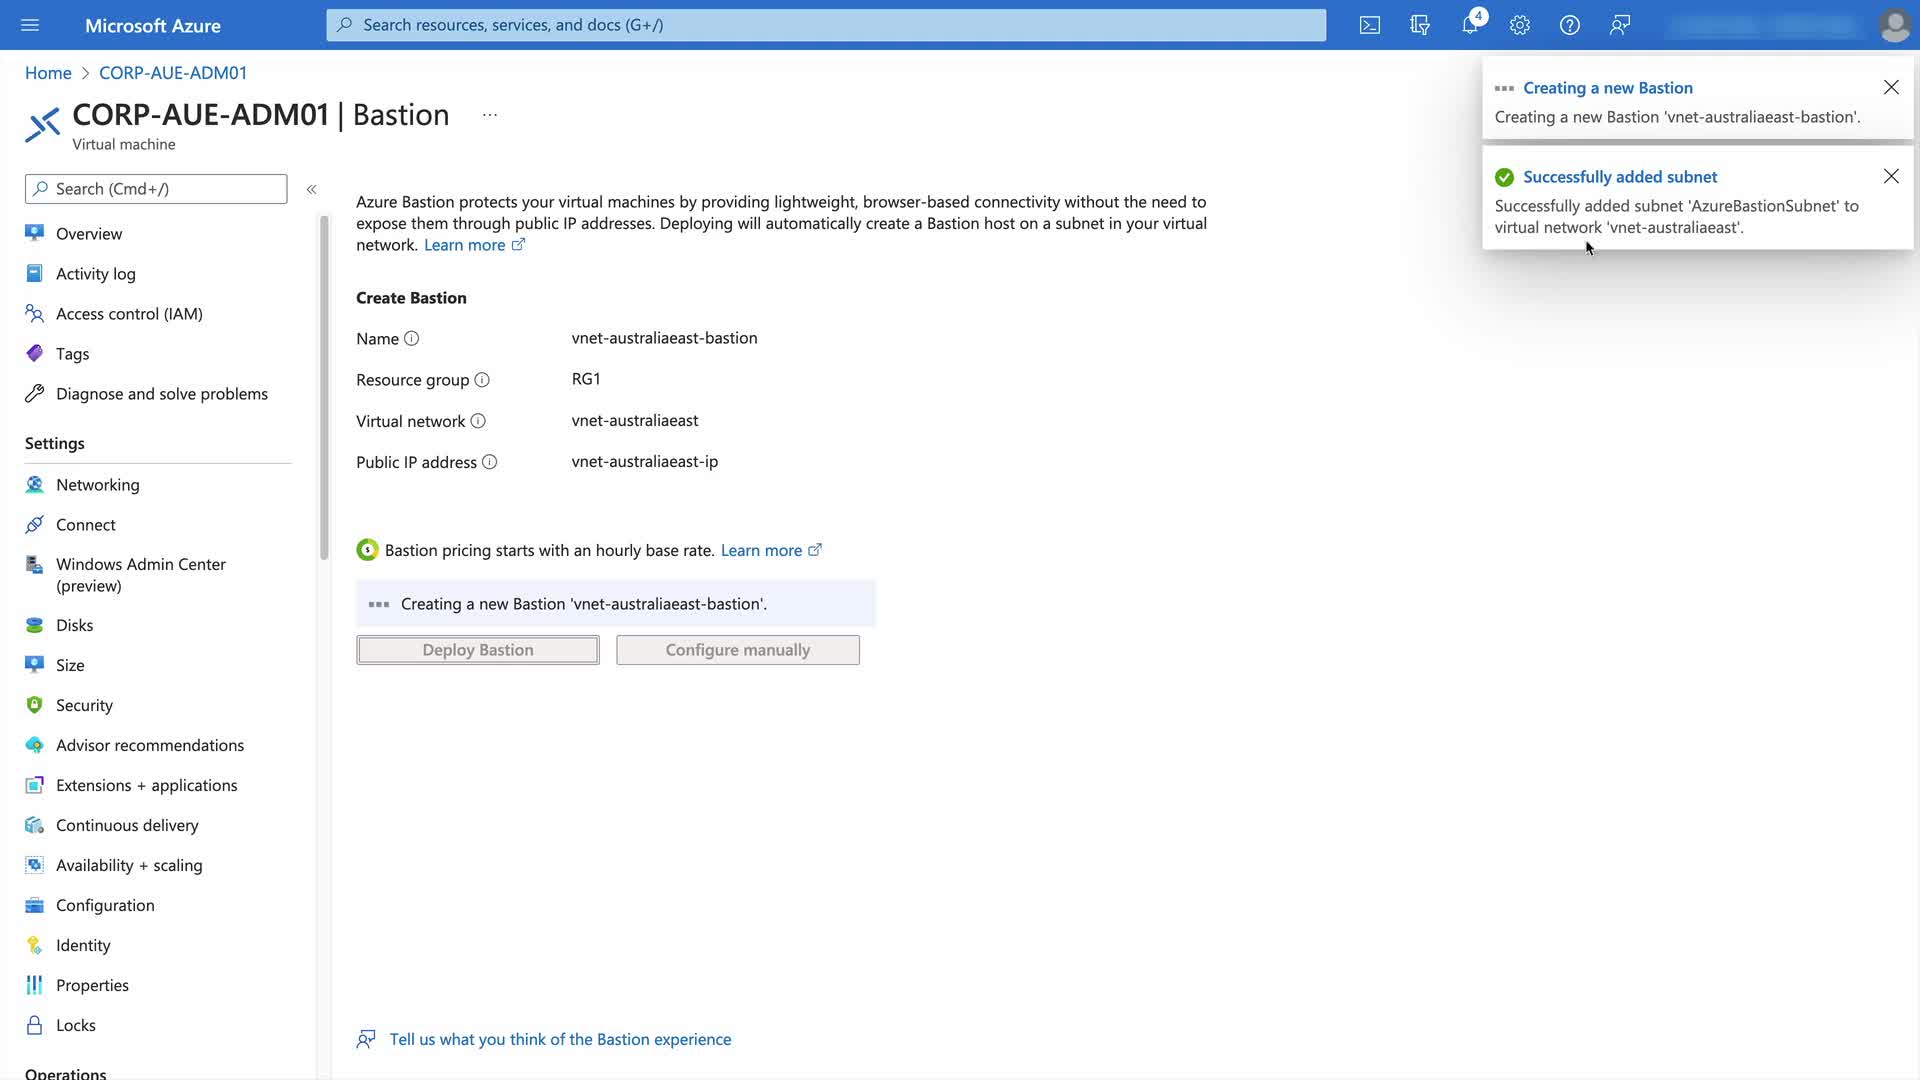 Microsoft Azure
Search resources, services, and docs (G+/)
4
Home > CORP-AUE-ADM01
CORP-AUE-ADM01 | Bastion ...
Virtual machine
Search (Cmd+/)
«
Overview
Activity log
Access control (IAM)
Tags
Diagnose and solve problems
Settings
Networking
Connect
Windows Admin Center
(preview)
Disks
Size
Security
Advisor recommendations
Extensions + applications
Continuous delivery
Availability + scaling
Configuration
Identity
Properties
Locks
Operations
Azure Bastion protects your virtual machines by providing lightweight, browser-based connectivity without the need to
expose them through public IP addresses. Deploying will automatically create a Bastion host on a subnet in your virtual
network. Learn more
Create Bastion
Name vnet-australiaeast-bastion
Resource group RG1
Virtual network vnet-australiaeast
Public IP address vnet-australiaeast-ip
Bastion pricing starts with an hourly base rate. Learn more
Creating a new Bastion 'vnet-australiaeast-bastion'.
Deploy Bastion Configure manually
Tell us what you think of the Bastion experience
Creating a new Bastion
Creating a new Bastion 'vnet-australiaeast-bastion'.
Successfully added subnet
Successfully added subnet 'AzureBastionSubnet' to
virtual network 'vnet-australiaeast'.